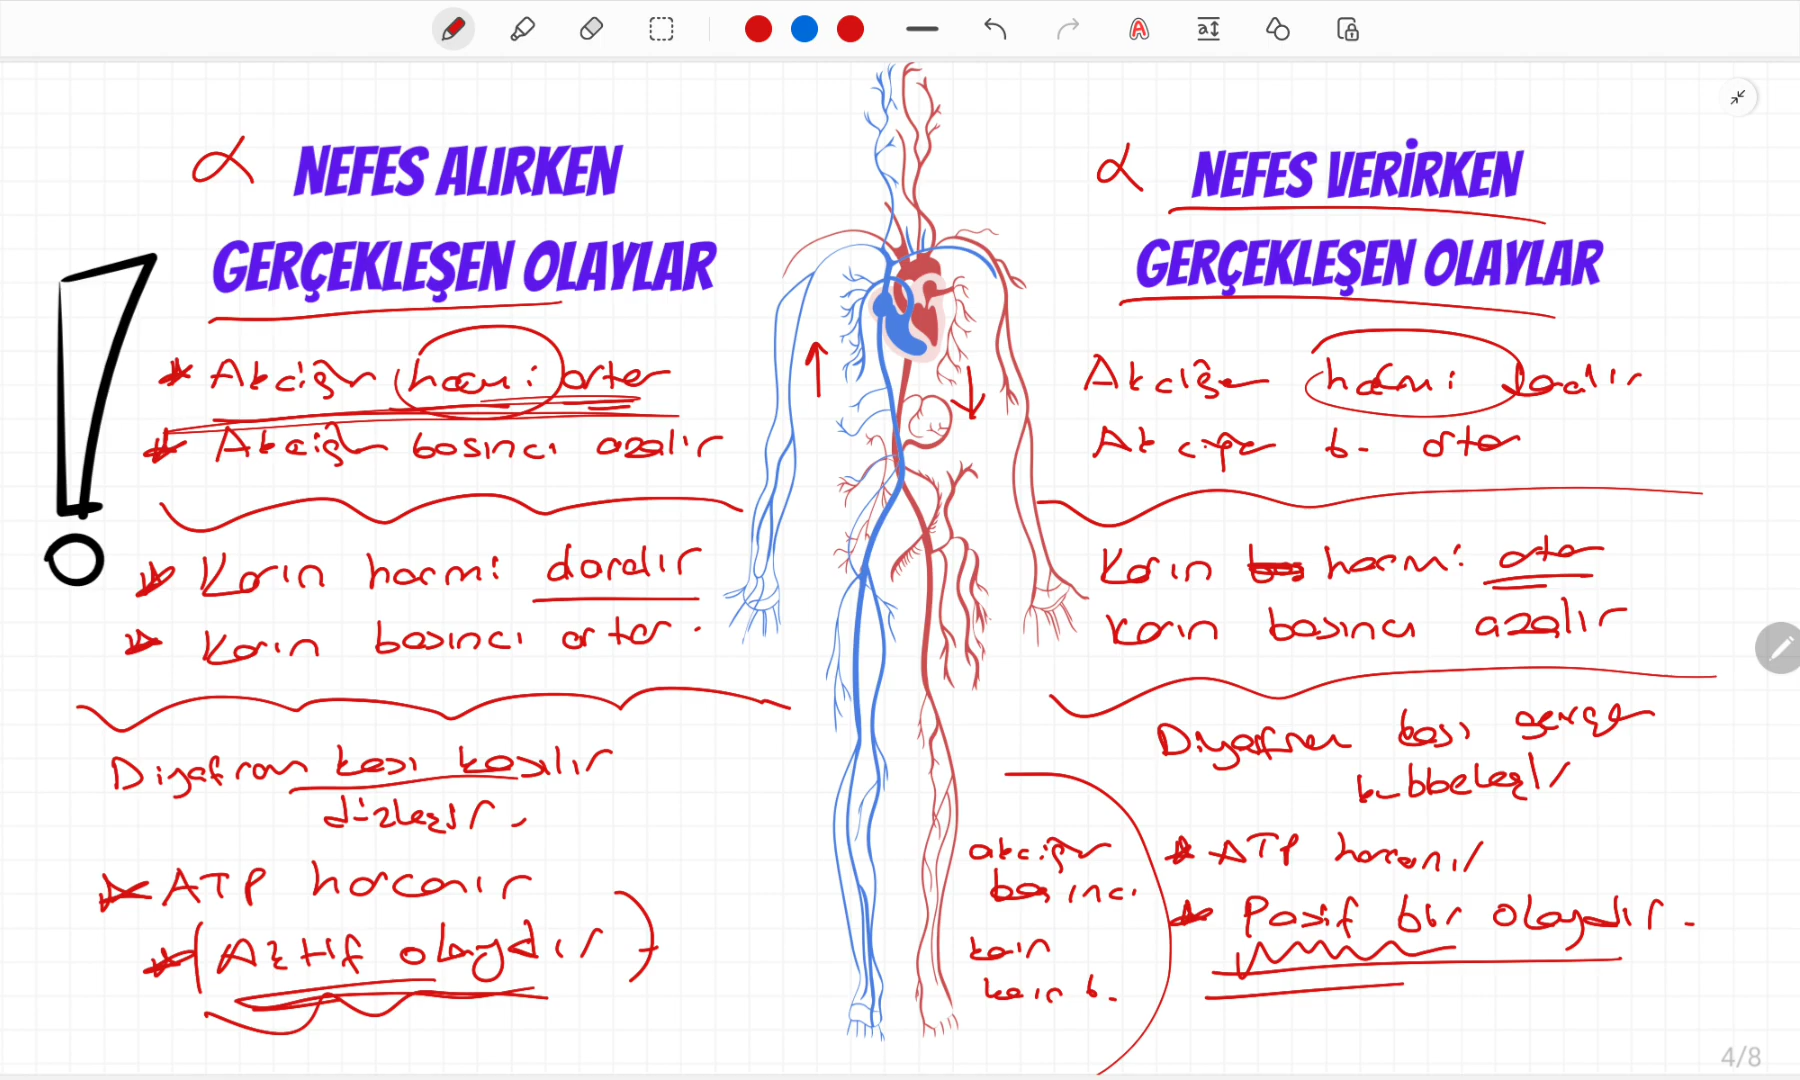 NEFES ALIRKEN
GERÇEKLEŞEN OLAYLAR
Akciğer hacmi artar
Akciğer basıncı azalır
Karın hacmi daralır
Karın basıncı artar.
Diyafram kası kasılır
düzleşir.
ATP harcanır
(Aktif olaydır)
NEFES VERİRKEN
GERÇEKLEŞEN OLAYLAR
Akciğer hacmi daralır
Akciğer b. artar
Karın hacmi artar
Karın basıncı azalır
Diyafram kası gevşer
kubbeleşir
ATP harcanır
Pasif bir olaydır.
akciğer
basıncı
karın
karın b.
4/8